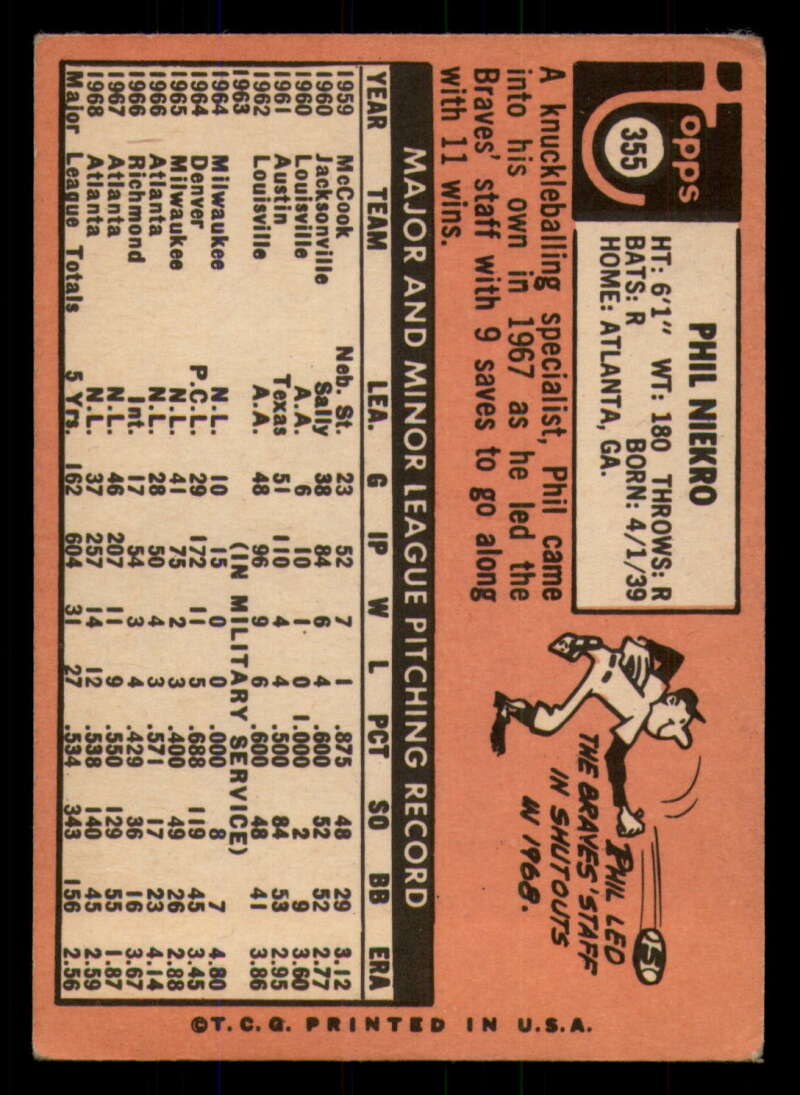 Topps
355
PHIL NIEKRO
HT: 6'1" WT: 180 THROWS: R
BATS: R BORN: 4/1/39
HOME: ATLANTA, GA.
A knuckleballing specialist, Phil came
into his own in 1967 as he led the
Braves' staff with 9 saves to go along
with 11 wins.
PHIL LED
THE BRAVES' STAFF
IN SHUTOUTS
IN 1968.
5
MAJOR AND MINOR LEAGUE PITCHING RECORD
YEAR TEAM LEA. G IP W L PCT SO BB ERA
1959 McCook Neb. St. 23 52 7 1 .875 48 29 3.12
1960 Jacksonville Sally 38 84 6 4 .600 52 52 2.77
1960 Louisville A.A. 6 10 1 0 1.000 2 9 3.60
1961 Austin Texas 51 110 4 4 .500 84 53 2.95
1962 Louisville A.A. 48 96 9 6 .600 48 41 3.86
1963 (IN MILITARY SERVICE)
1964 Milwaukee N.L. 10 15 0 0 .000 8 7 4.80
1964 Denver P.C.L. 29 172 11 5 .688 119 45 3.45
1965 Milwaukee N.L. 41 75 2 3 .400 49 26 2.88
1966 Atlanta N.L. 28 50 4 3 .571 17 23 4.14
1966 Richmond Int. 17 54 3 4 .429 36 16 3.67
1967 Atlanta N.L. 46 207 11 9 .550 129 55 1.87
1968 Atlanta N.L. 37 257 14 12 .538 140 45 2.59
Major League Totals 5 Yrs. 162 604 31 27 .534 343 156 2.56
©T.C.G. PRINTED IN U.S.A.